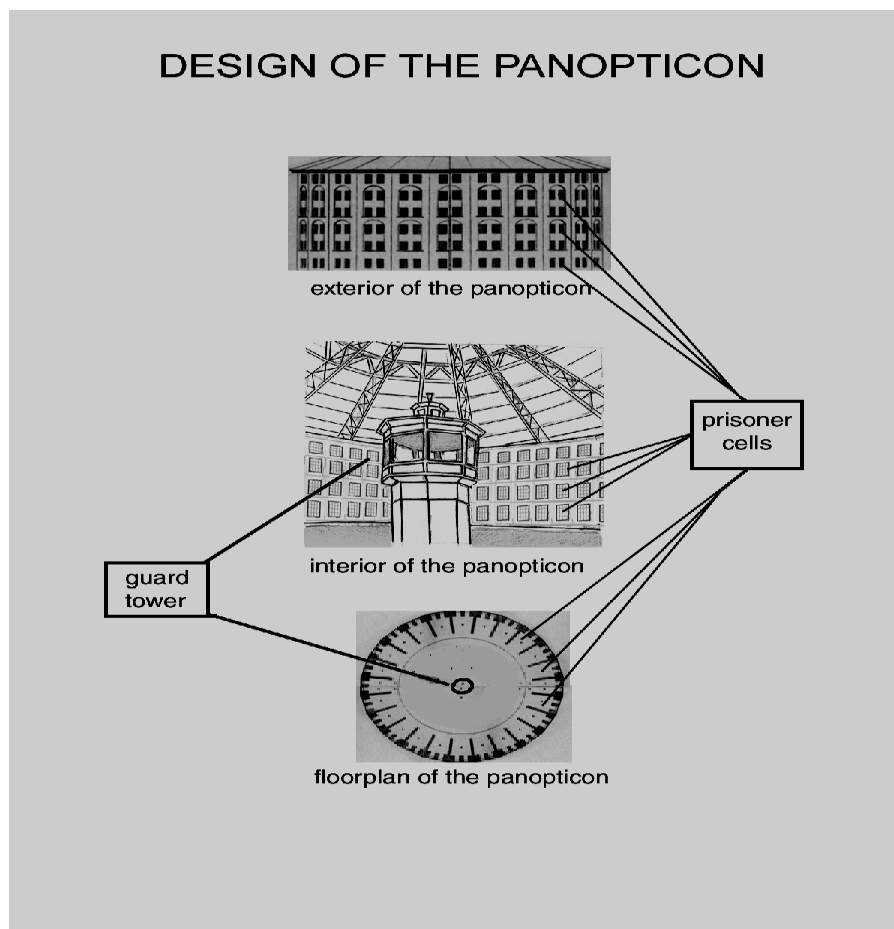 DESIGN OF THE PANOPTICON
exterior of the panopticon
prisoner
cells
interior of the panopticon
guard
tower
floorplan of the panopticon